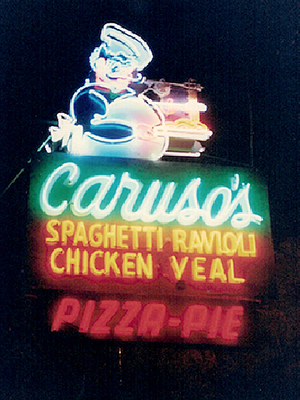 Caruso's
SPAGHETTI-RAVIOLI
CHICKEN VEAL
PIZZA-PIE